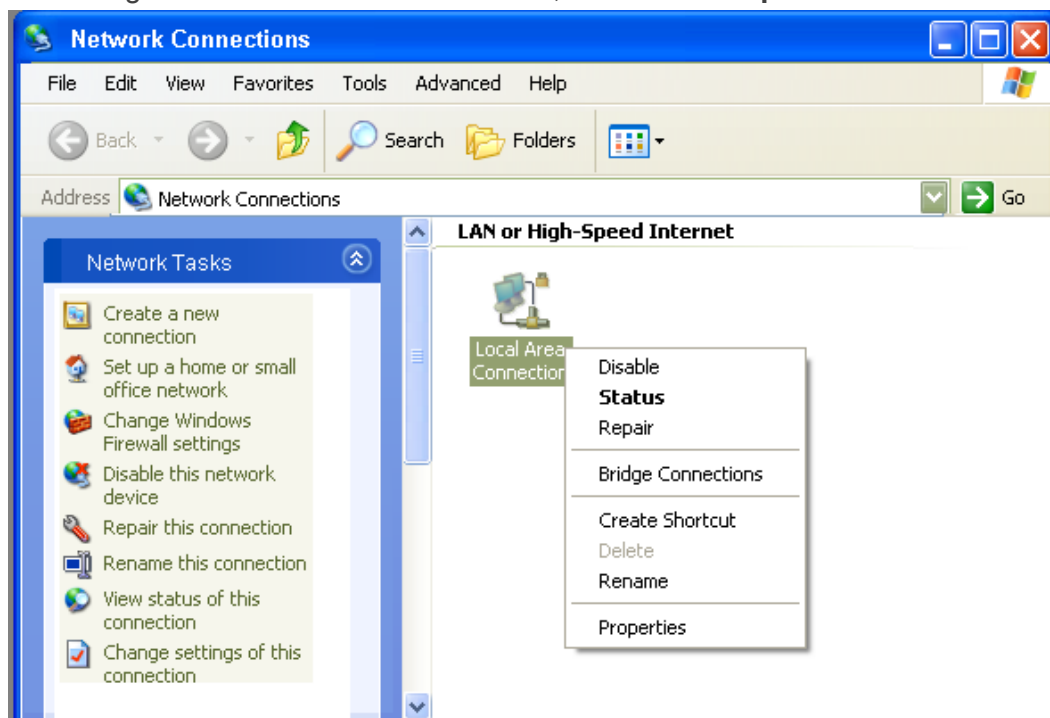 Network Connections
File Edit View Favorites Tools Advanced Help
Back Search Folders
Address Network Connections Go
LAN or High-Speed Internet
Network Tasks
Create a new
connection
Set up a home or small
office network
Change Windows
Firewall settings
Disable this network
device
Repair this connection
Rename this connection
View status of this
connection
Change settings of this
connection
Local Area
Connection
Disable
Status
Repair
Bridge Connections
Create Shortcut
Delete
Rename
Properties